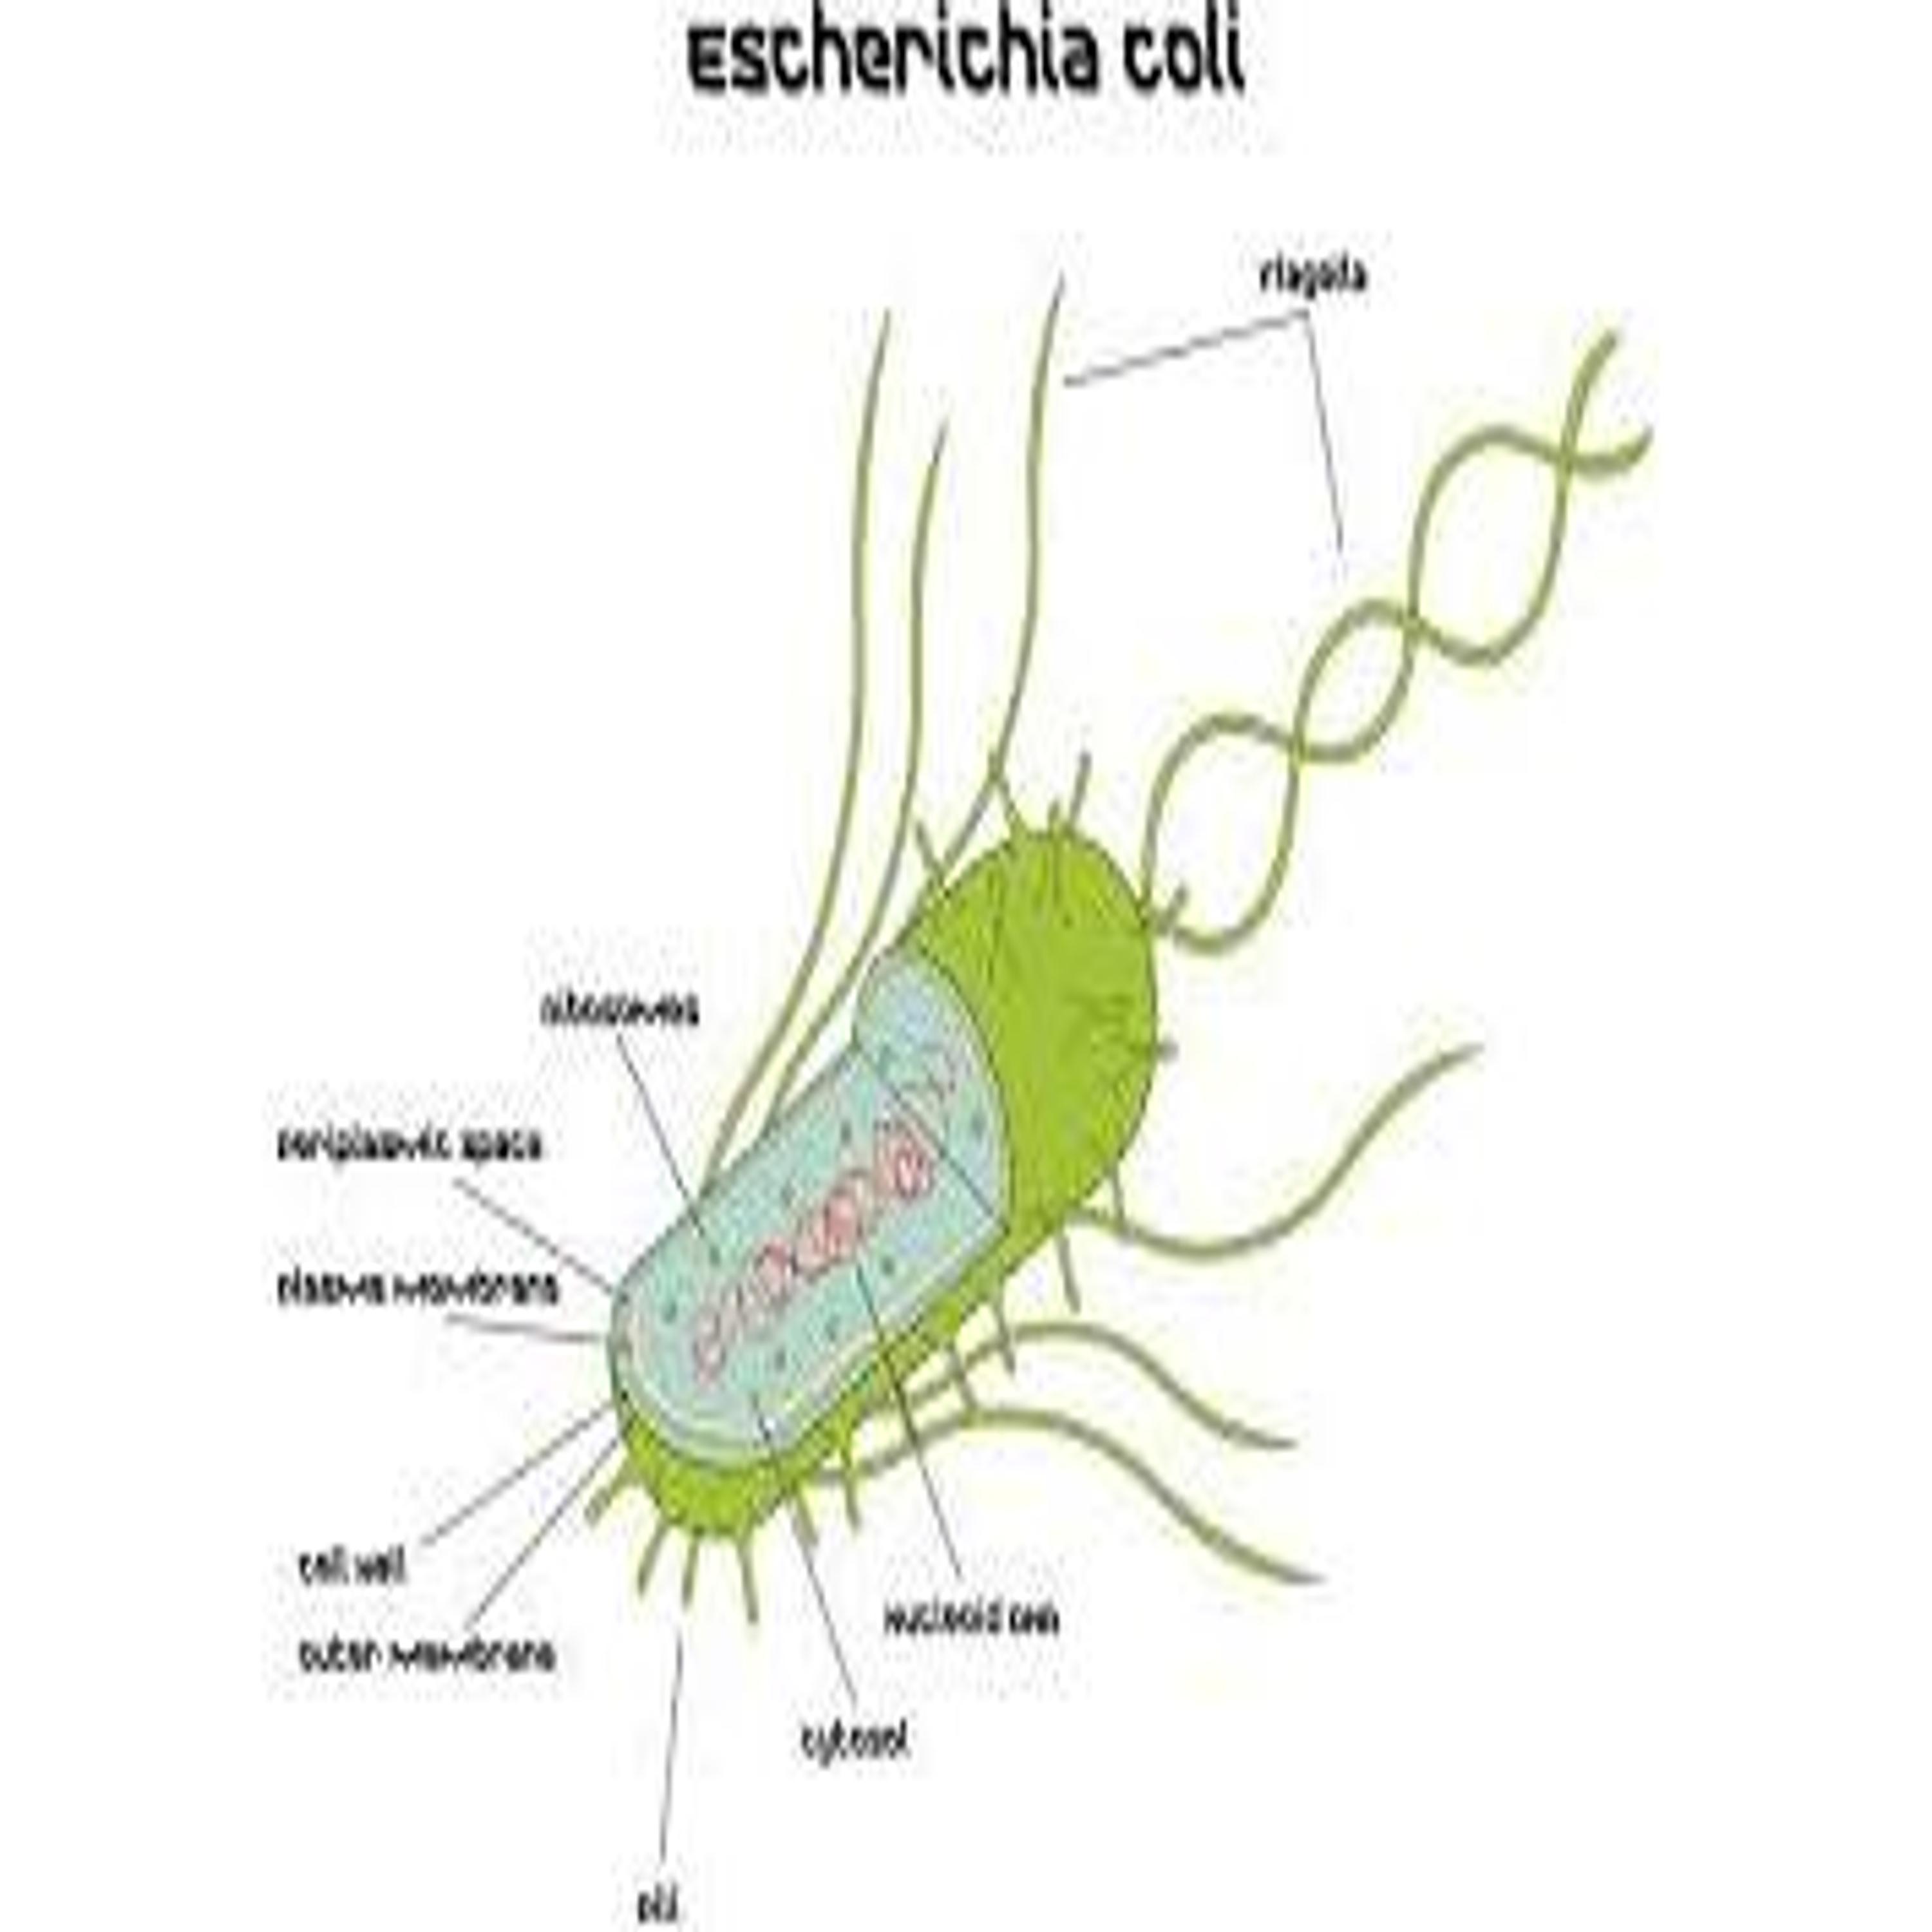 Escherichia coli
flagella
ribosomes
periplasmic space
plasma membrane
cell wall
outer membrane
nucleoid DNA
cytosol
pili